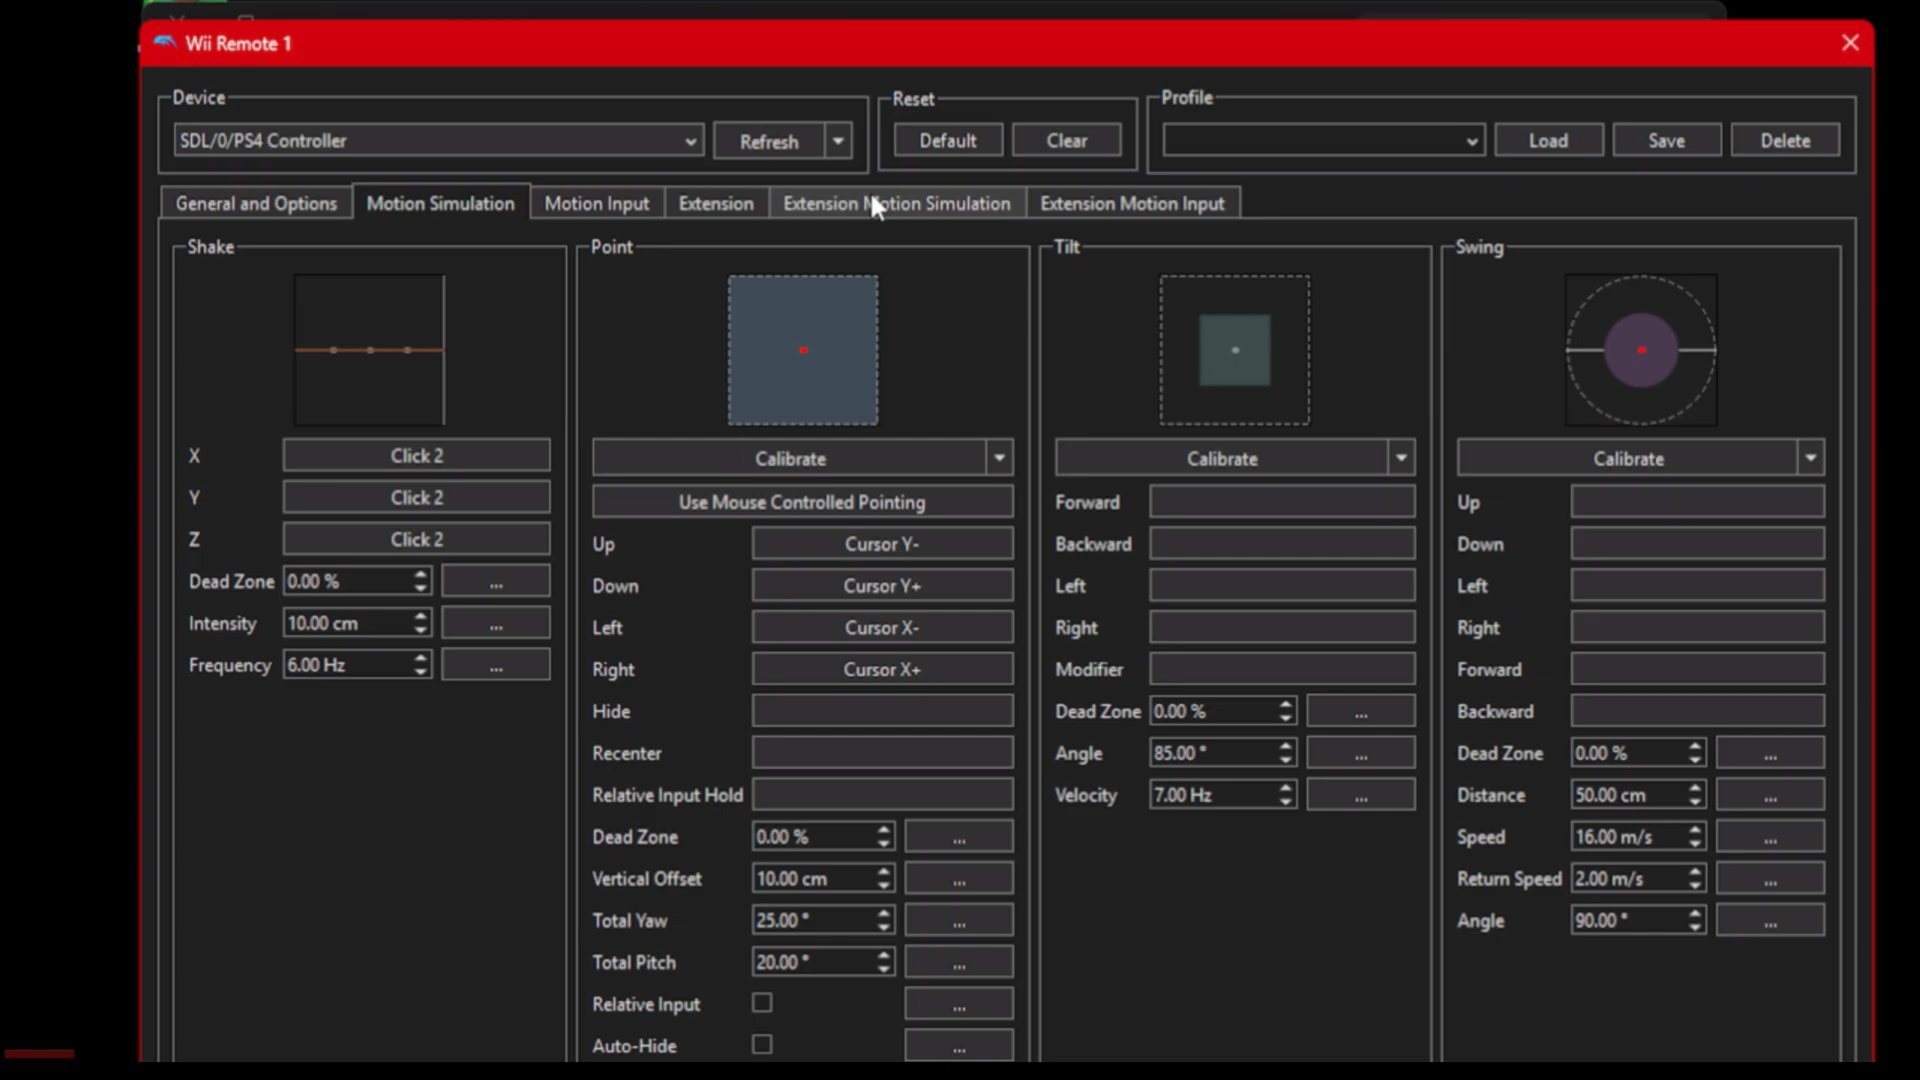 Wii Remote 1
Device
Reset
Profile
SDL/0/PS4 Controller
Refresh
Default
Clear
Load
Save
Delete
General and Options
Motion Simulation
Motion Input
Extension
Extension Motion Simulation
Extension Motion Input
Shake
X
Click 2
Y
Click 2
Z
Click 2
Dead Zone
0.00 %
...
Intensity
10.00 cm
...
Frequency
6.00 Hz
...
Point
Calibrate
Use Mouse Controlled Pointing
Up
Cursor Y-
Down
Cursor Y+
Left
Cursor X-
Right
Cursor X+
Hide
Recenter
Relative Input Hold
Dead Zone
0.00 %
...
Vertical Offset
10.00 cm
...
Total Yaw
25.00 °
...
Total Pitch
20.00 °
...
Relative Input
...
Auto-Hide
...
Tilt
Calibrate
Forward
Backward
Left
Right
Modifier
Dead Zone
0.00 %
...
Angle
85.00 °
...
Velocity
7.00 Hz
...
Swing
Calibrate
Up
Down
Left
Right
Forward
Backward
Dead Zone
0.00 %
...
Distance
50.00 cm
...
Speed
16.00 m/s
...
Return Speed
2.00 m/s
...
Angle
90.00 °
...